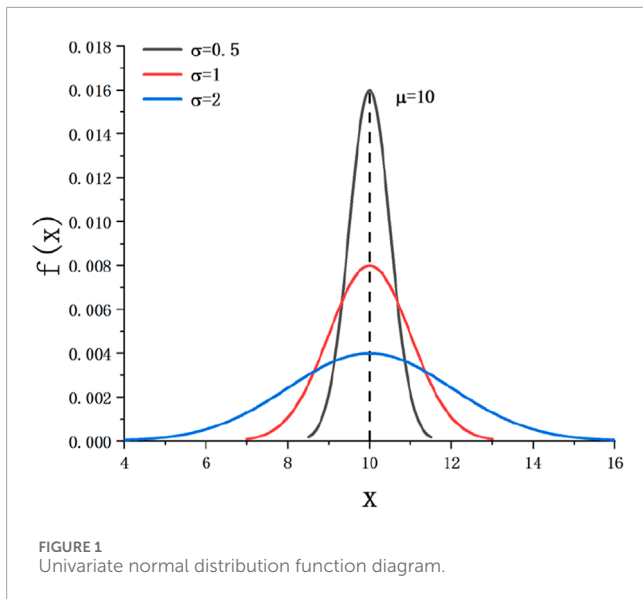 0.018
0.016
0.014
0.012
0.010
0.008
0.006
0.004
0.002
0.000
f(x)
σ=0.5
σ=1
σ=2
μ=10
4 6 8 10 12 14 16
X
FIGURE 1
Univariate normal distribution function diagram.